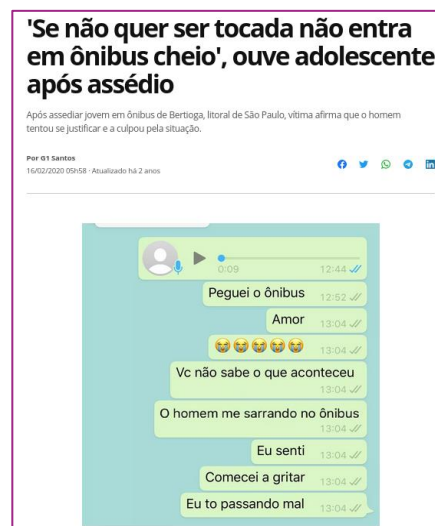 'Se não quer ser tocada não entra
em ônibus cheio', ouve adolescente
após assédio
Após assediar jovem em ônibus de Bertioga, litoral de São Paulo, vítima afirma que o homem
tentou se justificar e a culpou pela situação.
Por G1 Santos
16/02/2020 05h58 · Atualizado há 2 anos
0:09 12:44
Peguei o ônibus 12:52
Amor 13:04
😭😭😭😭😭 13:04
Vc não sabe o que aconteceu
13:04
O homem me sarrando no ônibus
13:04
Eu senti 13:04
Comecei a gritar 13:04
Eu to passando mal 13:04